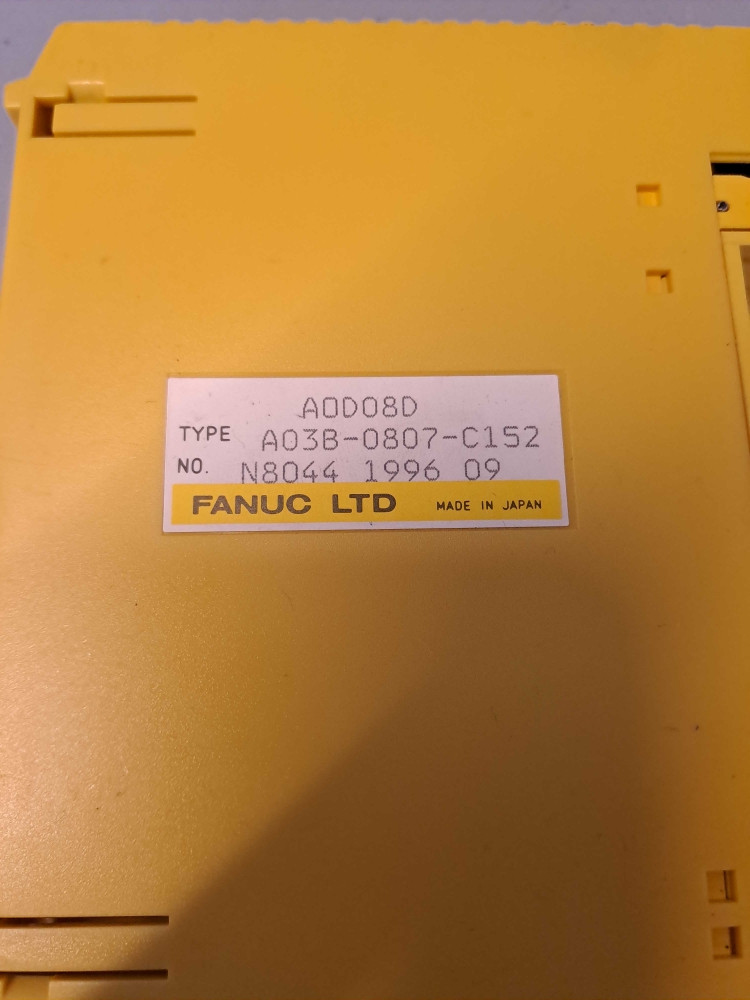 AOD08D
TYPE A03B-0807-C152
NO. N8044 1996 09
FANUC LTD MADE IN JAPAN